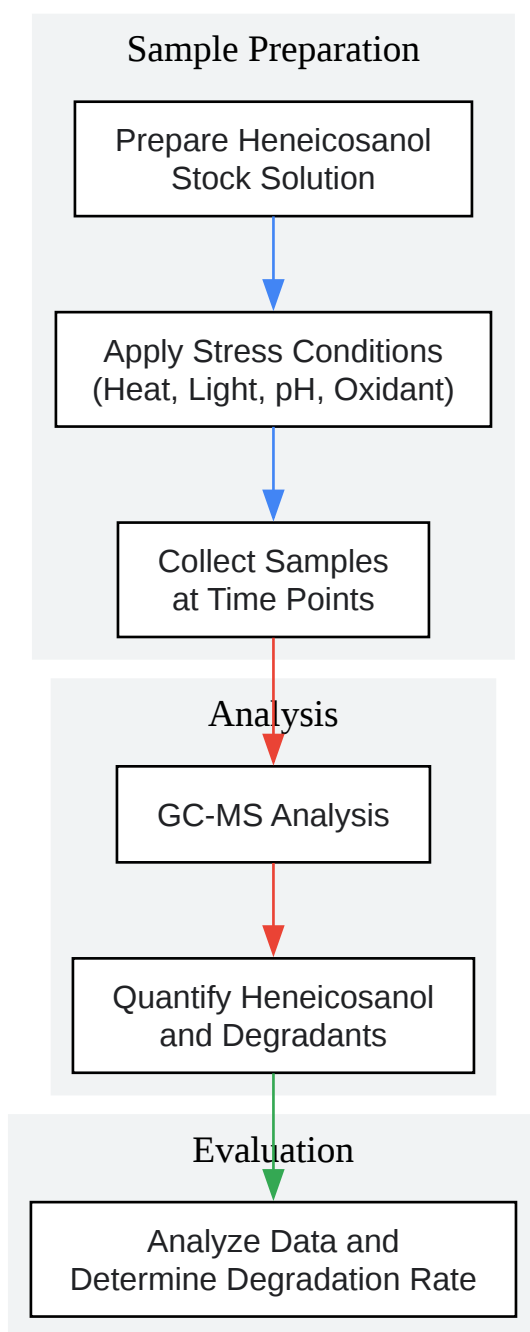 Sample Preparation
Prepare Heneicosanol
Stock Solution
Apply Stress Conditions
(Heat, Light, pH, Oxidant)
Collect Samples
at Time Points
Analysis
GC-MS Analysis
Quantify Heneicosanol
and Degradants
Evaluation
Analyze Data and
Determine Degradation Rate